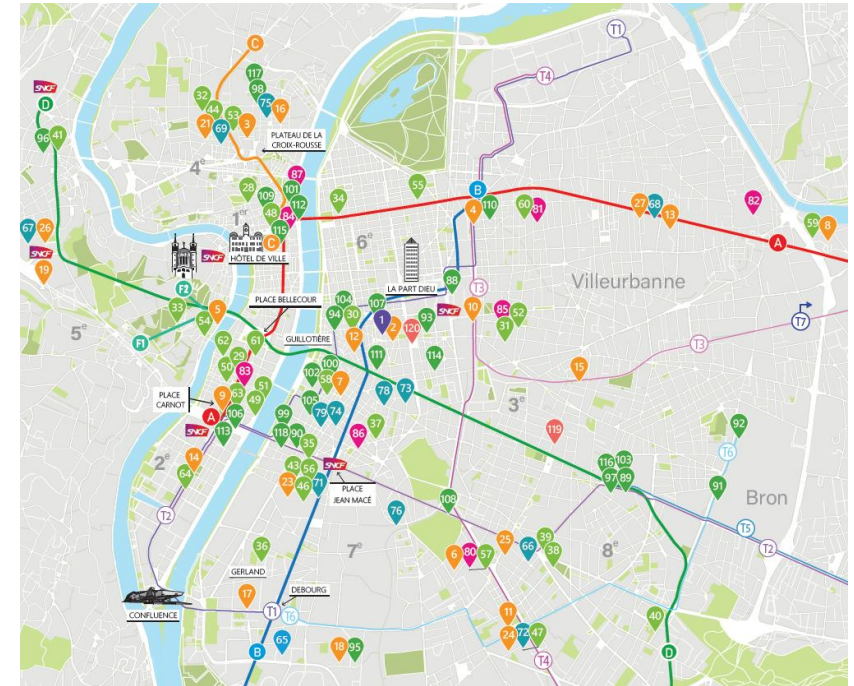 T1
C
T4
117
SNCF
98
32
75
D
44
16
53
21
3
69
96
41
PLATEAU DE LA
CROIX-ROUSSE
4e
87
28
101
55
B
109
34
27
68
82
112
4
110
60
81
48
84
1er
13
59
8
67
26
115
6e
C
HÔTEL DE VILLE
SNCF
A
SNCF
19
LA PART DIEU
88
Villeurbanne
F2
T3
PLACE BELLECOUR
104
107
33
5
94
30
1
93
SNCF
10
85
52
54
2
120
31
T7
5e
GUILLOTIÈRE
12
F1
62
61
T3
29
111
114
50
83
100
15
102
58
7
51
78
73
PLACE
CARNOT
9
63
49
105
3e
A
106
99
79
74
37
SNCF
113
118
90
86
119
92
35
2e
14
116
103
T6
64
43
56
SNCF
97
89
PLACE
JEAN MACÉ
23
46
71
91
Bron
108
T2
76
T5
36
7e
25
39
8e
T2
66
38
6
80
57
GERLAND
17
DEBOURG
CONFLUENCE
T1
T6
11
40
65
24
72
47
B
18
95
D
T4